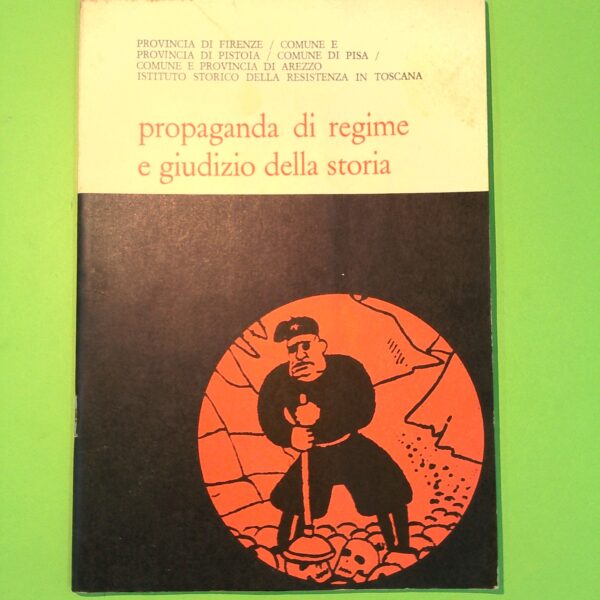 PROVINCIA DI FIRENZE / COMUNE E
PROVINCIA DI PISTOIA / COMUNE DI PISA /
COMUNE E PROVINCIA DI AREZZO
ISTITUTO STORICO DELLA RESISTENZA IN TOSCANA
propaganda di regime
e giudizio della storia